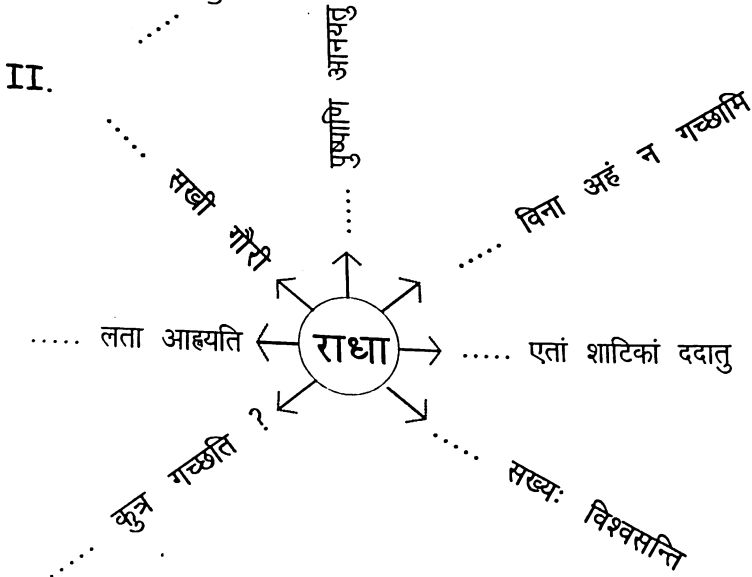 II.
..... पुष्पाणि आनयतु
..... विना अहं न गच्छामि
..... सखी गौरी
..... लता आह्वयति
राधा
..... एतां शाटिकां ददातु
..... कुत्र गच्छति ?
..... सख्यः विश्वसन्ति